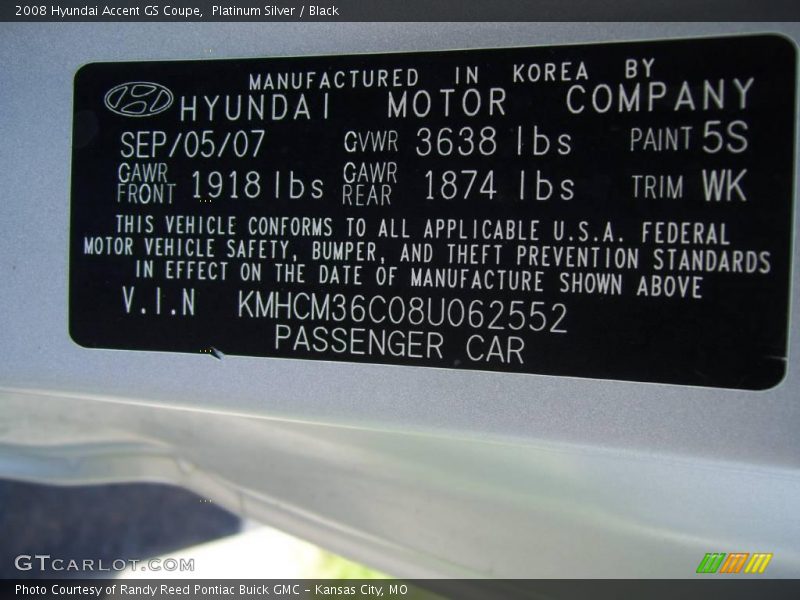 2008 Hyundai Accent GS Coupe, Platinum Silver / Black
MANUFACTURED IN KOREA BY
HYUNDAI MOTOR COMPANY
SEP/05/07 GVWR 3638 lbs PAINT 5S
GAWR FRONT 1918 lbs GAWR REAR 1874 lbs TRIM WK
THIS VEHICLE CONFORMS TO ALL APPLICABLE U.S.A. FEDERAL
MOTOR VEHICLE SAFETY, BUMPER, AND THEFT PREVENTION STANDARDS
IN EFFECT ON THE DATE OF MANUFACTURE SHOWN ABOVE
V.I.N KMHCM36C08U062552
PASSENGER CAR
GTCARLOT.COM
Photo Courtesy of Randy Reed Pontiac Buick GMC - Kansas City, MO